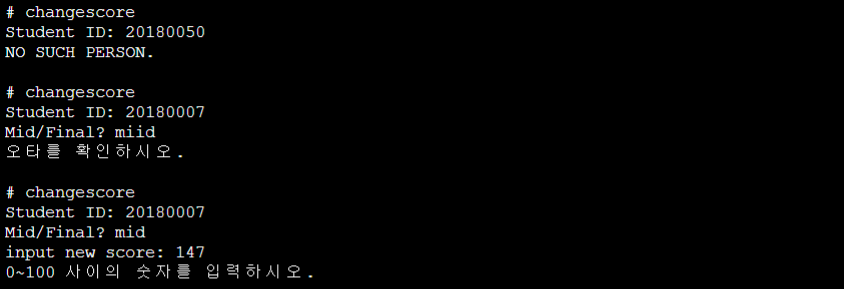 # changescore
Student ID: 20180050
NO SUCH PERSON.
# changescore
Student ID: 20180007
Mid/Final? miid
오타를 확인하시오.
# changescore
Student ID: 20180007
Mid/Final? mid
input new score: 147
0~100 사이의 숫자를 입력하시오.